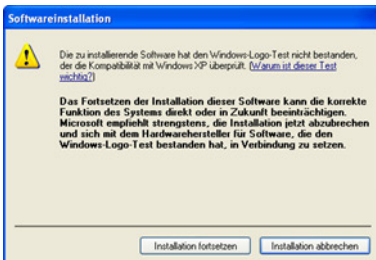 Softwareinstallation
Die zu installierende Software hat den Windows-Logo-Test nicht bestanden,
der die Kompatibilität mit Windows XP überprüft. (Warum ist dieser Test
wichtig?)
Das Fortsetzen der Installation dieser Software kann die korrekte
Funktion des Systems direkt oder in Zukunft beeinträchtigen.
Microsoft empfiehlt strengstens, die Installation jetzt abzubrechen
und sich mit dem Hardwarehersteller für Software, die den
Windows-Logo-Test bestanden hat, in Verbindung zu setzen.
Installation fortsetzen Installation abbrechen